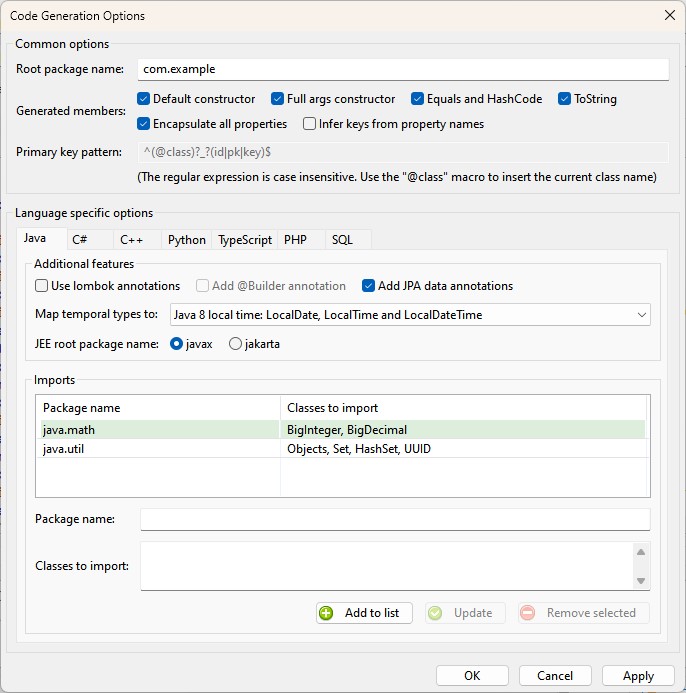 Code Generation Options
Common options
Root package name: com.example
Generated members: Default constructor Full args constructor Equals and HashCode ToString
Encapsulate all properties Infer keys from property names
Primary key pattern: ^(@class)?_?(id|pk|key)$
(The regular expression is case insensitive. Use the "@class" macro to insert the current class name)
Language specific options
Java C# C++ Python TypeScript PHP SQL
Additional features
Use lombok annotations Add @Builder annotation Add JPA data annotations
Map temporal types to: Java 8 local time: LocalDate, LocalTime and LocalDateTime
JEE root package name: javax jakarta
Imports
Package name Classes to import
java.math BigInteger, BigDecimal
java.util Objects, Set, HashSet, UUID
Package name:
Classes to import:
Add to list Update Remove selected
OK Cancel Apply